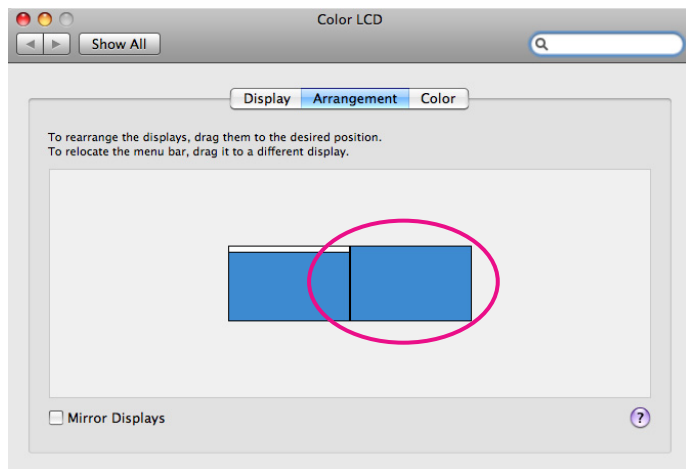 Color LCD
Show All
Display Arrangement Color
To rearrange the displays, drag them to the desired position.
To relocate the menu bar, drag it to a different display.
Mirror Displays
?